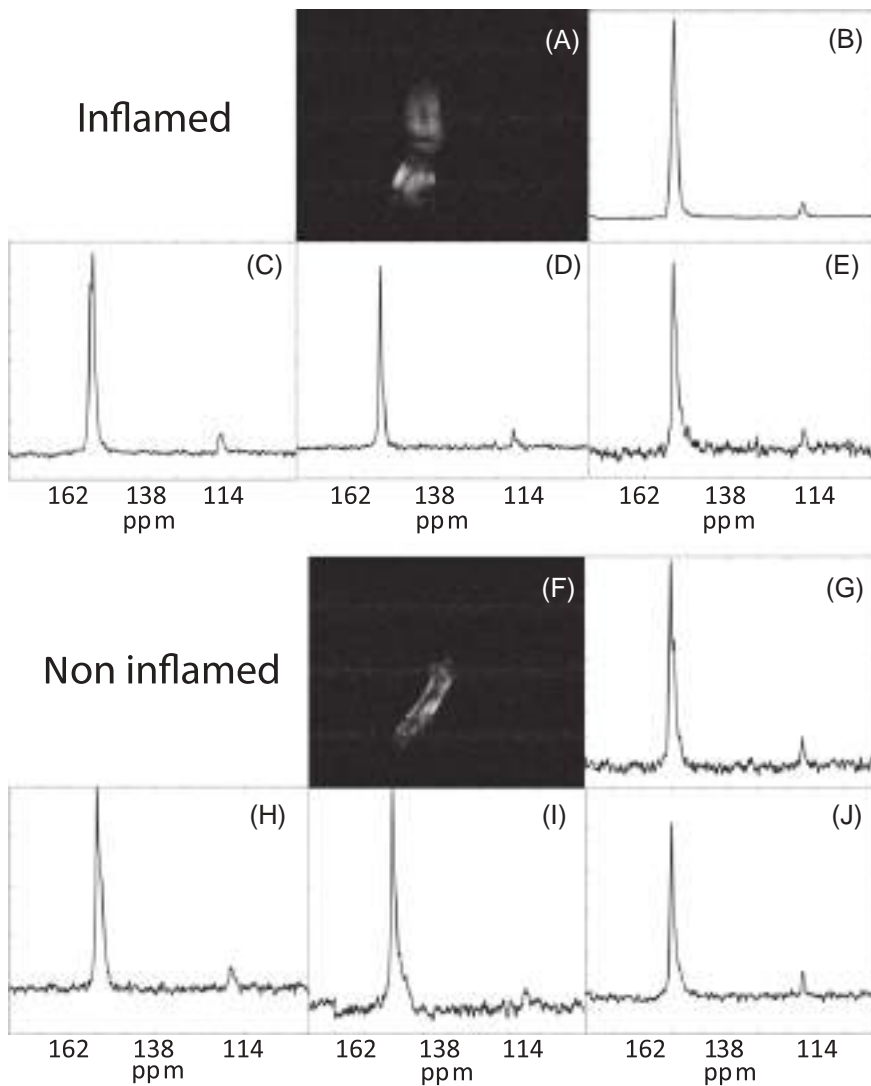 (A)
(B)
Inflamed
(C)
(D)
(E)
162 138 114
ppm
162 138 114
ppm
162 138 114
ppm
(F)
(G)
Non inflamed
(H)
(I)
(J)
162 138 114
ppm
162 138 114
ppm
162 138 114
ppm